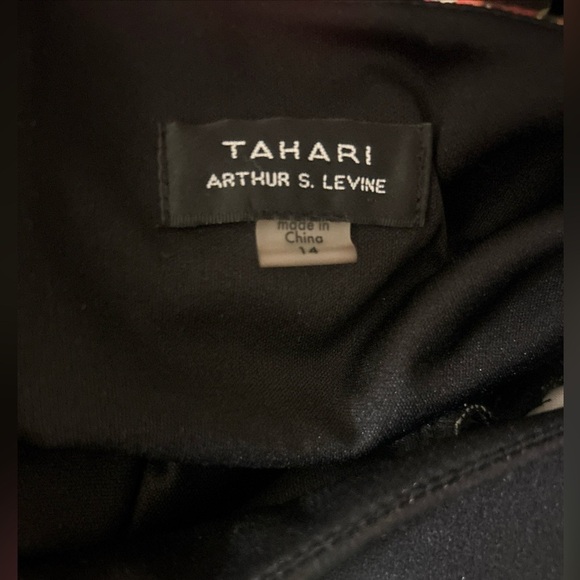 TAHARI
ARTHUR S. LEVINE
made in
China
14